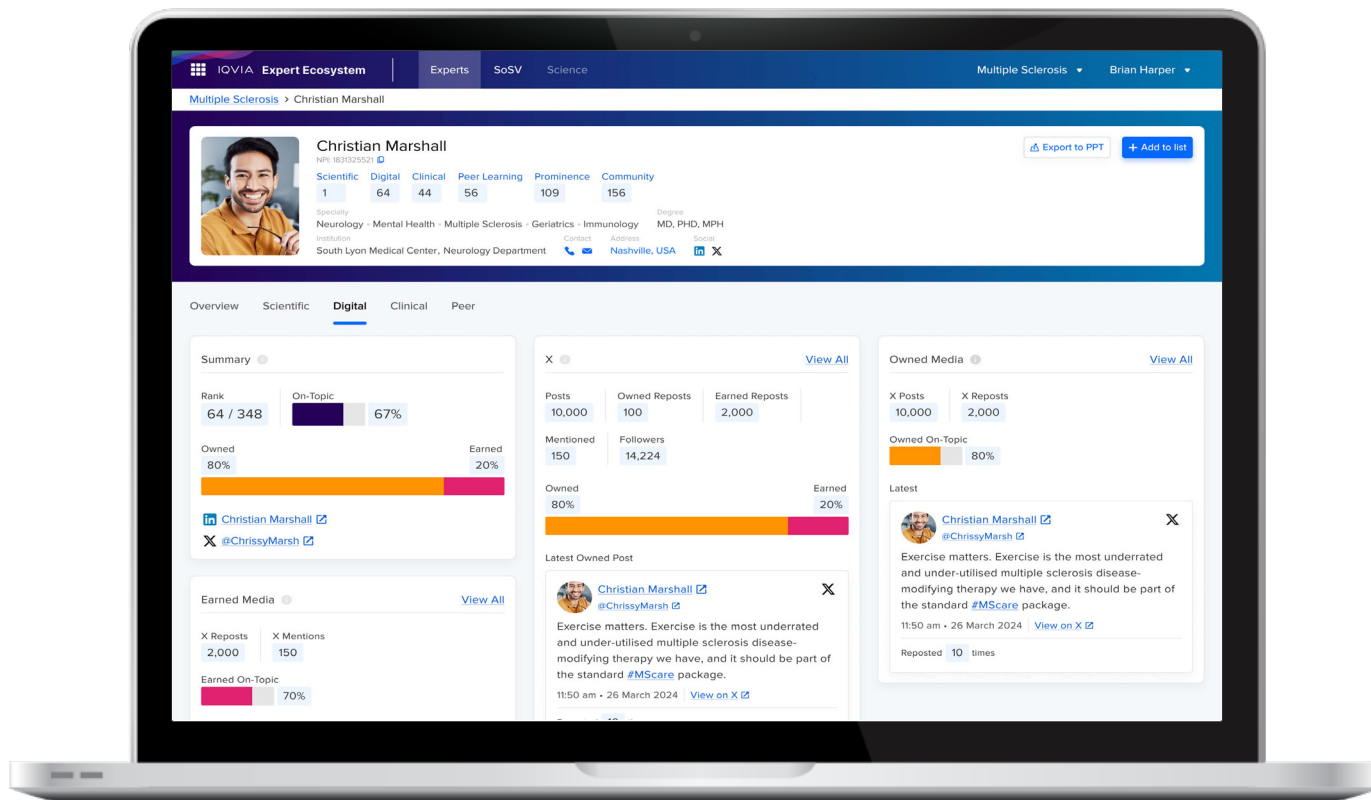 IQVIA Expert Ecosystem Experts SoSV Science Multiple Sclerosis Brian Harper
Multiple Sclerosis > Christian Marshall
Christian Marshall
NPI: 1831325521
Export to PPT
+ Add to list
Scientific Digital Clinical Peer Learning Prominence Community
1 64 44 56 109 156
Specialty Degree
Neurology - Mental Health - Multiple Sclerosis - Geriatrics - Immunology MD, PHD, MPH
Institution Contact Address Social
South Lyon Medical Center, Neurology Department Nashville, USA in X
Overview Scientific Digital Clinical Peer
Summary
Rank On-Topic
64 / 348 67%
Owned Earned
80% 20%
in Christian Marshall
X @ChrissyMarsh
Earned Media View All
X Reposts X Mentions
2,000 150
Earned On-Topic
70%
X View All
Posts Owned Reposts Earned Reposts
10,000 100 2,000
Mentioned Followers
150 14,224
Owned Earned
80% 20%
Latest Owned Post
Christian Marshall X
@ChrissyMarsh
Exercise matters. Exercise is the most underrated
and under-utilised multiple sclerosis disease-
modifying therapy we have, and it should be part of
the standard #MScare package.
11:50 am • 26 March 2024 View on X
Owned Media View All
X Posts X Reposts
10,000 2,000
Owned On-Topic
80%
Latest
Christian Marshall X
@ChrissyMarsh
Exercise matters. Exercise is the most underrated
and under-utilised multiple sclerosis disease-
modifying therapy we have, and it should be part of
the standard #MScare package.
11:50 am • 26 March 2024 View on X
Reposted 10 times